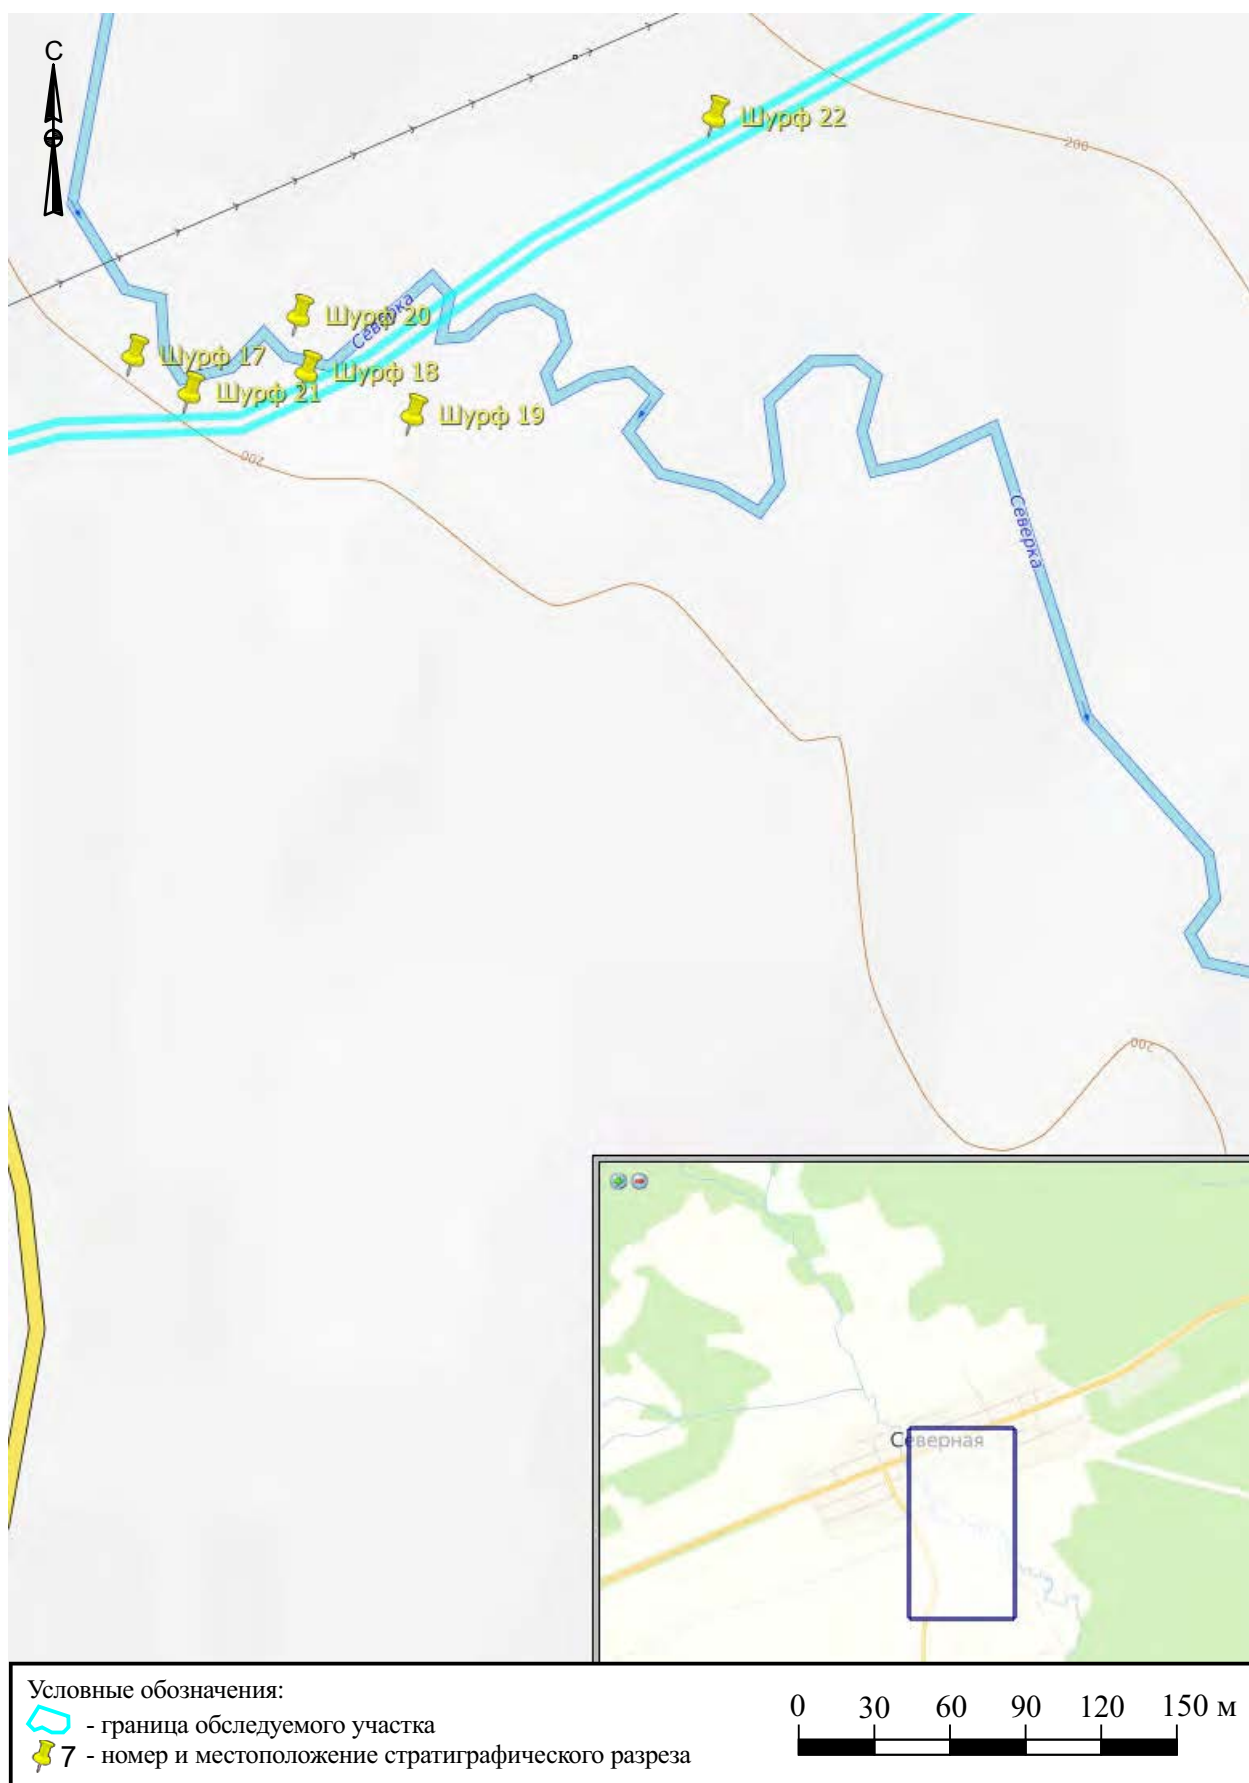 С
Шурф 22
200
Северка
Шурф 20
Шурф 17
Шурф 18
Шурф 21
Шурф 19
200
Северка
200
Северная
Условные обозначения:
- граница обследуемого участка
7 - номер и местоположение стратиграфического разреза
0 30 60 90 120 150 м